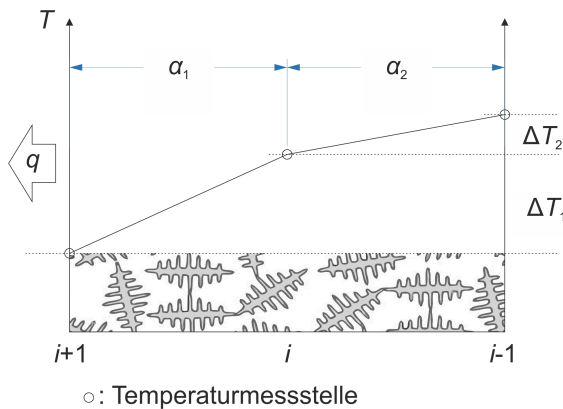 T
α1
α2
q
ΔT2
ΔT1
i+1
i
i-1
○: Temperaturmessstelle